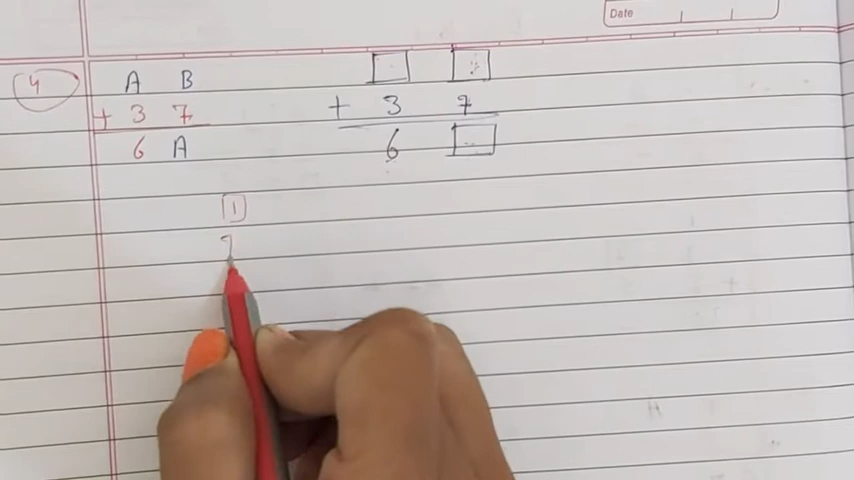 Date
4 A B □ □
+ 3 7 + 3 7
6 A 6 □
1
7